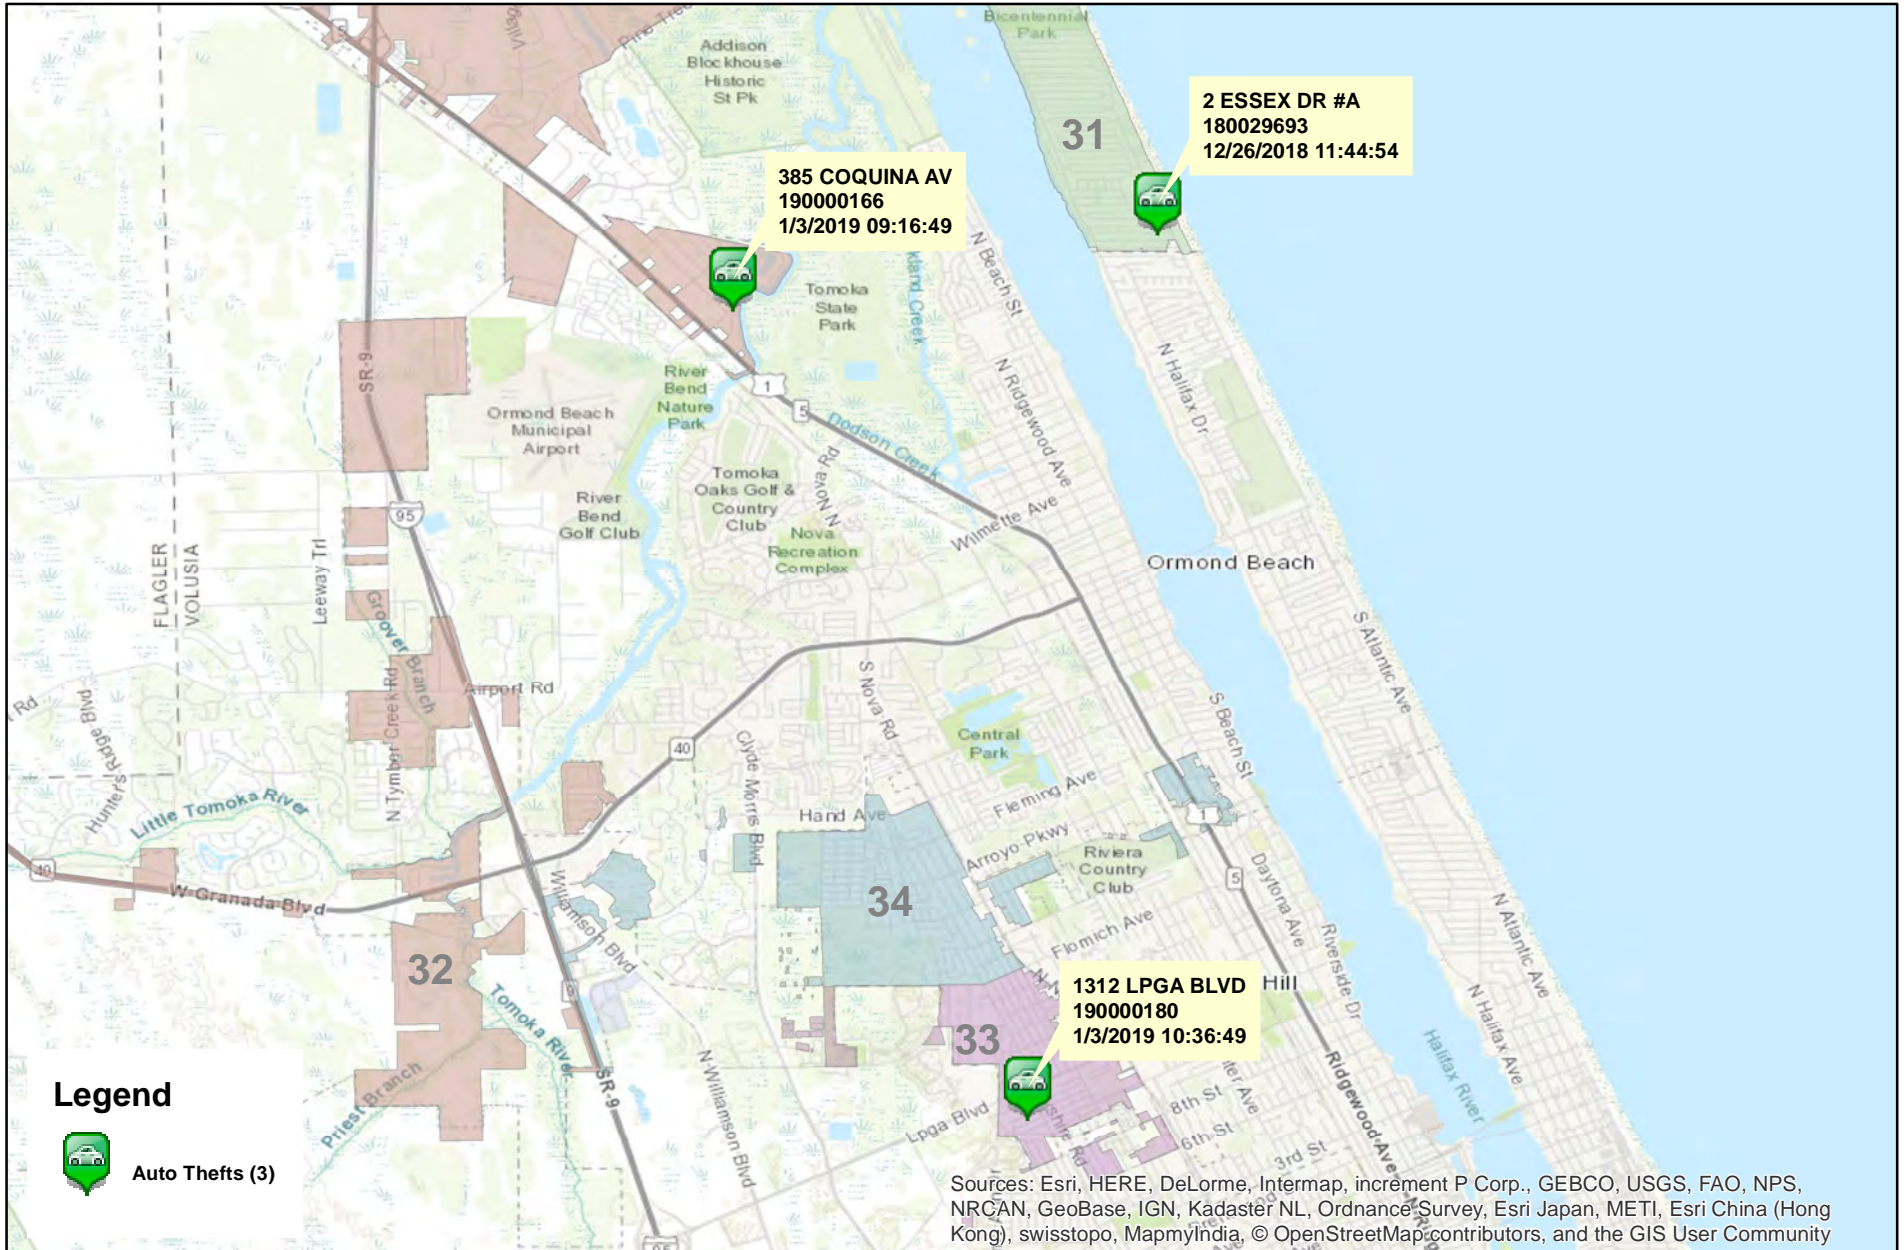 Bicentennial
Park
Addison
Blockhouse
Historic
St Pk
5
31
2 ESSEX DR #A
180029693
12/26/2018 11:44:54
385 COQUINA AV
190000166
1/3/2019 09:16:49
Tomoka
State
Park
N Beach St
SR-9
River
Bend
Nature
Park
1
5
Dodson Creek
N Ridgewood Ave
N Halifax Dr
Ormond Beach
Municipal
Airport
Tomoka
Oaks Golf &
Country
Club
N Nova Rd
River
Bend
Golf Club
95
Nova
Recreation
Complex
Wilmette Ave
Ormond Beach
FLAGLER
VOLUSIA
Leeway Trl
Groover Branch
S Atlantic Ave
Airport Rd
Rd
Hunter's Ridge Blvd
N Tymber Creek Rd
S Nova Rd
40
Clyde Morris Blvd
Central
Park
S Beach St
Fleming Ave
Little Tomoka River
Hand Ave
1
Arroyo Pkwy
Riviera
Country
Club
40
W Granada Blvd
34
5
Daytona Ave
Williamson Blvd
Flomich Ave
Riverside Dr
N Atlantic Ave
32
Tomoka River
9
1312 LPGA BLVD
190000180
1/3/2019 10:36:49
Hill
33
N Halifax Ave
Halifax River
SR-9
N Williamson Blvd
Priest Branch
Lpga Blvd
8th St
6th St
3rd St
Ridgewood Ave
95
Legend
Auto Thefts (3)
Sources: Esri, HERE, DeLorme, Intermap, increment P Corp., GEBCO, USGS, FAO, NPS,
NRCAN, GeoBase, IGN, Kadaster NL, Ordnance Survey, Esri Japan, METI, Esri China (Hong
Kong), swisstopo, MapmyIndia, © OpenStreetMap contributors, and the GIS User Community